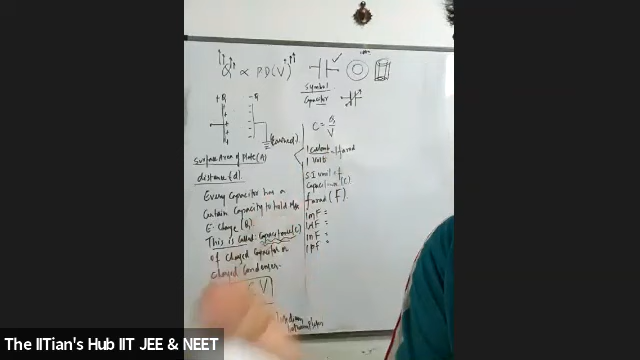 Q ∝ P.D(V)
Symbol
Capacitor
+Q -Q
(Earthed)
Surface Area of Plate (A)
distance (d).
Every Capacitor has a
Certain Capacity to hold Max
E. Charge (Q).
This is called Capacitance (C)
of Charged Capacitor or
Charged Condenser.
C = Q/V
1 Coulomb = 1 farad
1 Volt
S.I unit of
(C)
farad (F).
1mF =
1μF =
1nF =
1pF =
V
The IITian's Hub IIT JEE & NEET